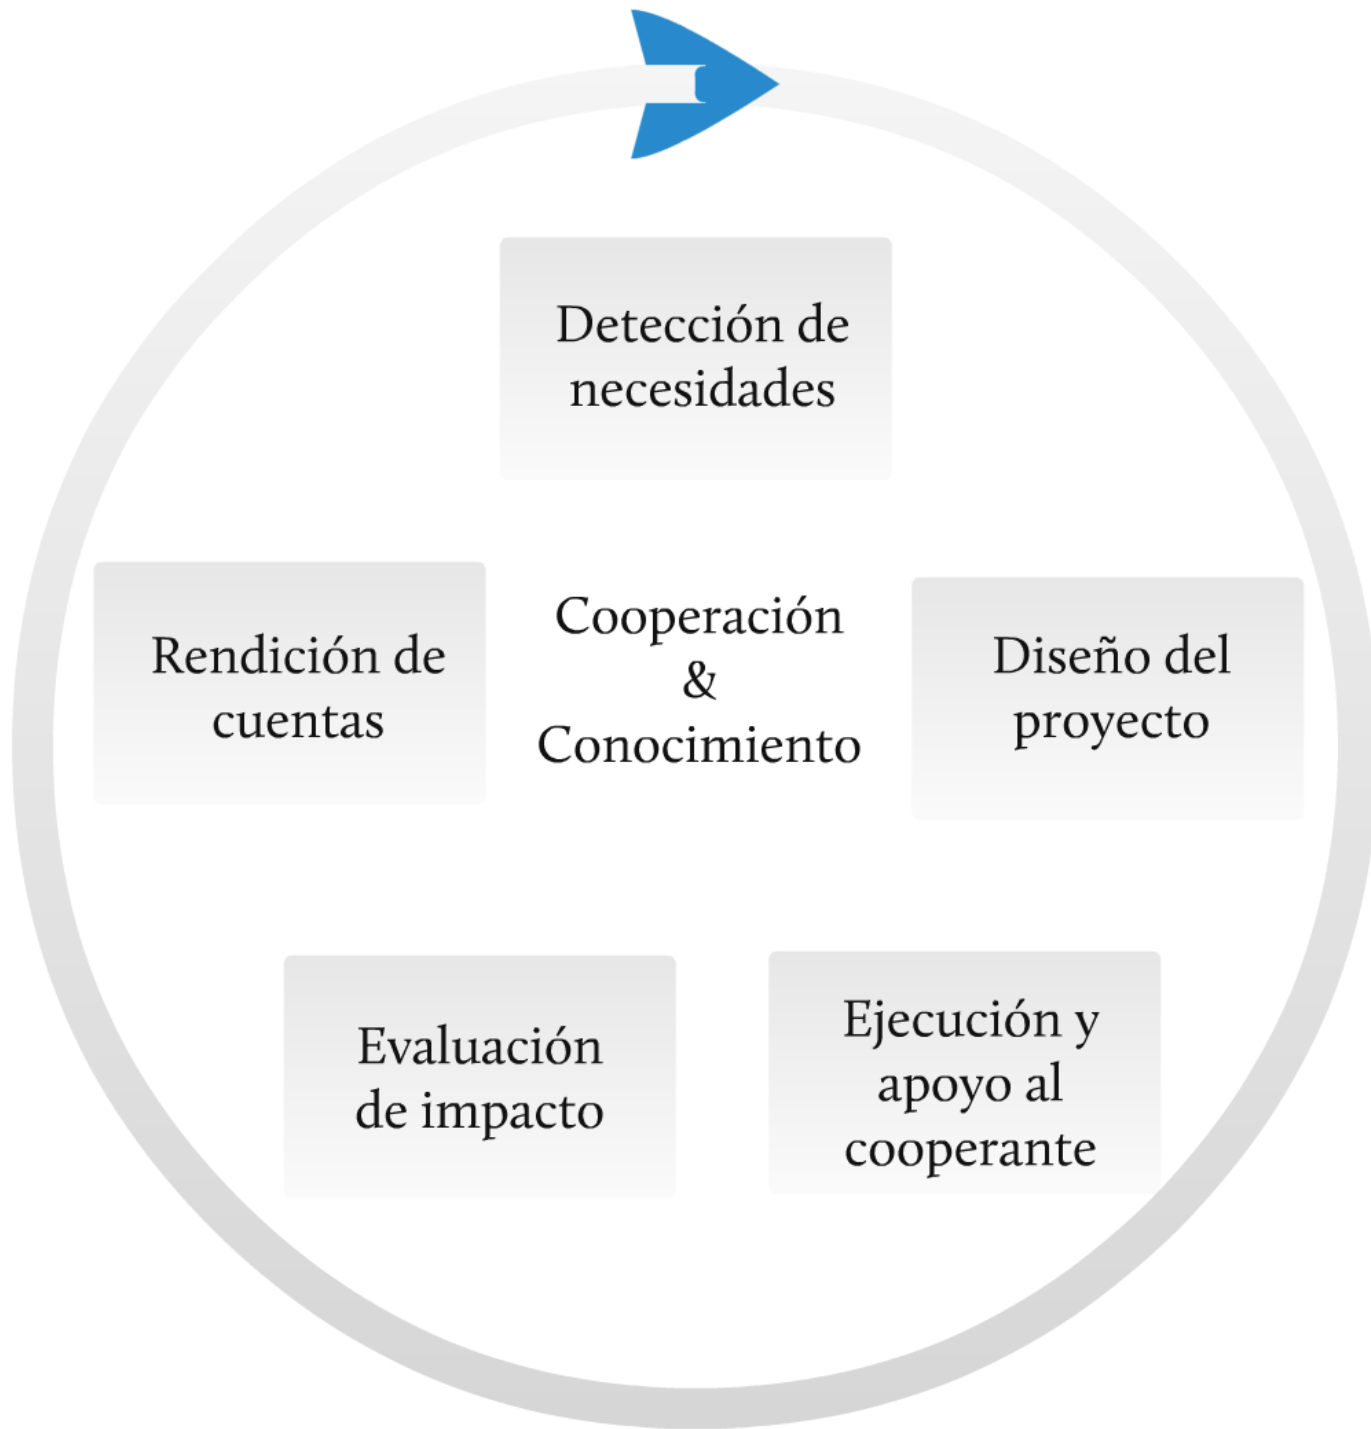 Detección de
necesidades
Rendición de
cuentas
Cooperación
&
Conocimiento
Diseño del
proyecto
Evaluación
de impacto
Ejecución y
apoyo al
cooperante